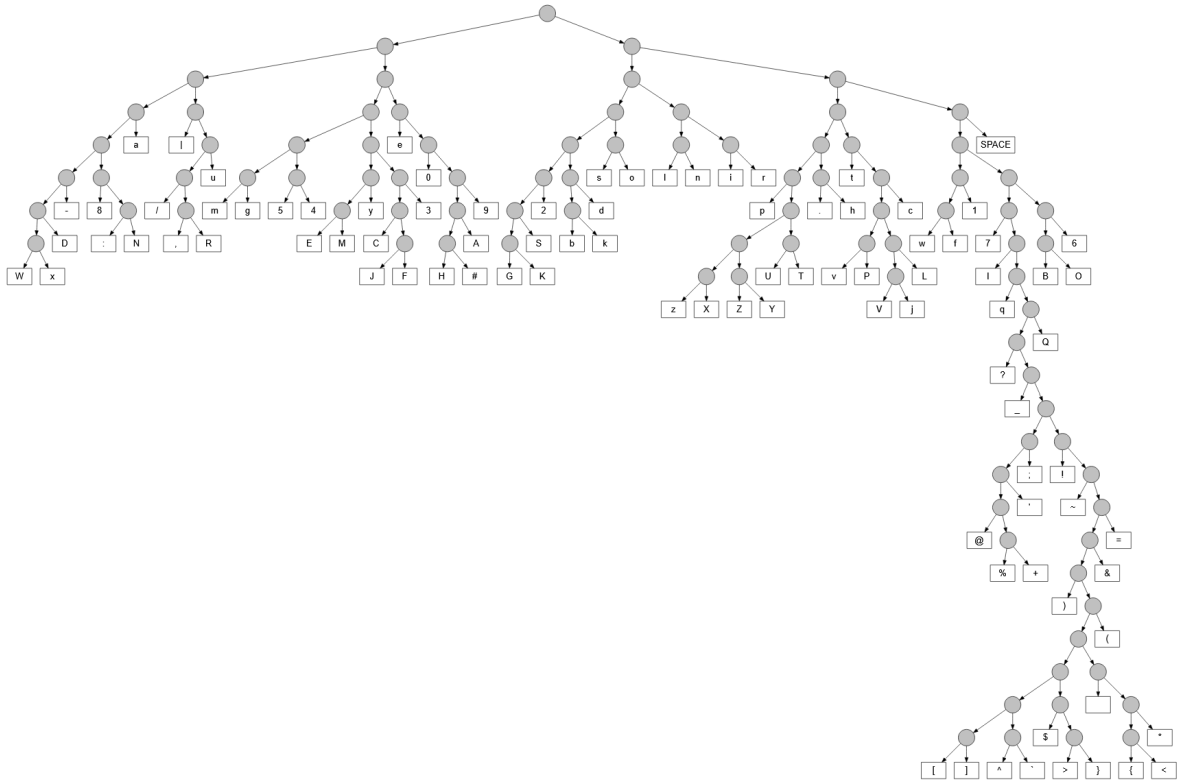 a | e SPACE
u 0 s o l n i r t
- 8 / m g 5 4 y 3 9 2 d p . h c 1
D : N , R E M C A S b k w f 7 6
W x J F H # G K U T v P L I B O
z X Z Y V j q
Q
?
_
; !
' ~
@ =
% + &
)
(
$ *
[ ] ^ ` > } { <